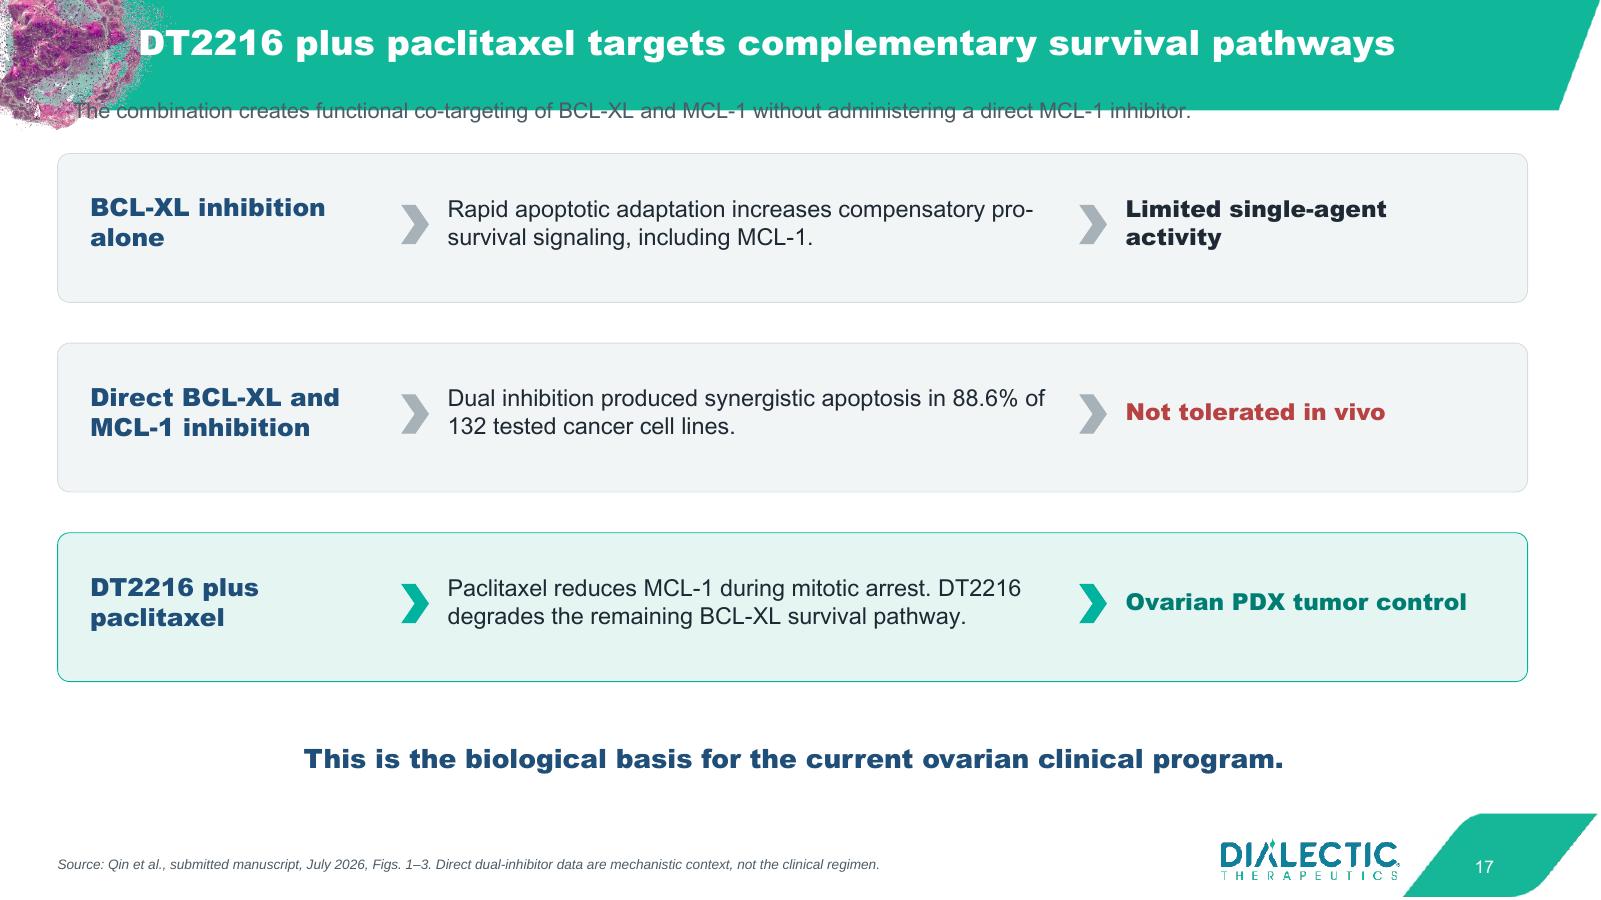 DT2216 plus paclitaxel targets complementary survival pathways
The combination creates functional co-targeting of BCL-XL and MCL-1 without administering a direct MCL-1 inhibitor.
BCL-XL inhibition
alone
Rapid apoptotic adaptation increases compensatory pro-
survival signaling, including MCL-1.
Limited single-agent
activity
Direct BCL-XL and
MCL-1 inhibition
Dual inhibition produced synergistic apoptosis in 88.6% of
132 tested cancer cell lines.
Not tolerated in vivo
DT2216 plus
paclitaxel
Paclitaxel reduces MCL-1 during mitotic arrest. DT2216
degrades the remaining BCL-XL survival pathway.
Ovarian PDX tumor control
This is the biological basis for the current ovarian clinical program.
Source: Qin et al., submitted manuscript, July 2026, Figs. 1–3. Direct dual-inhibitor data are mechanistic context, not the clinical regimen.
DIALECTIC
THERAPEUTICS
17